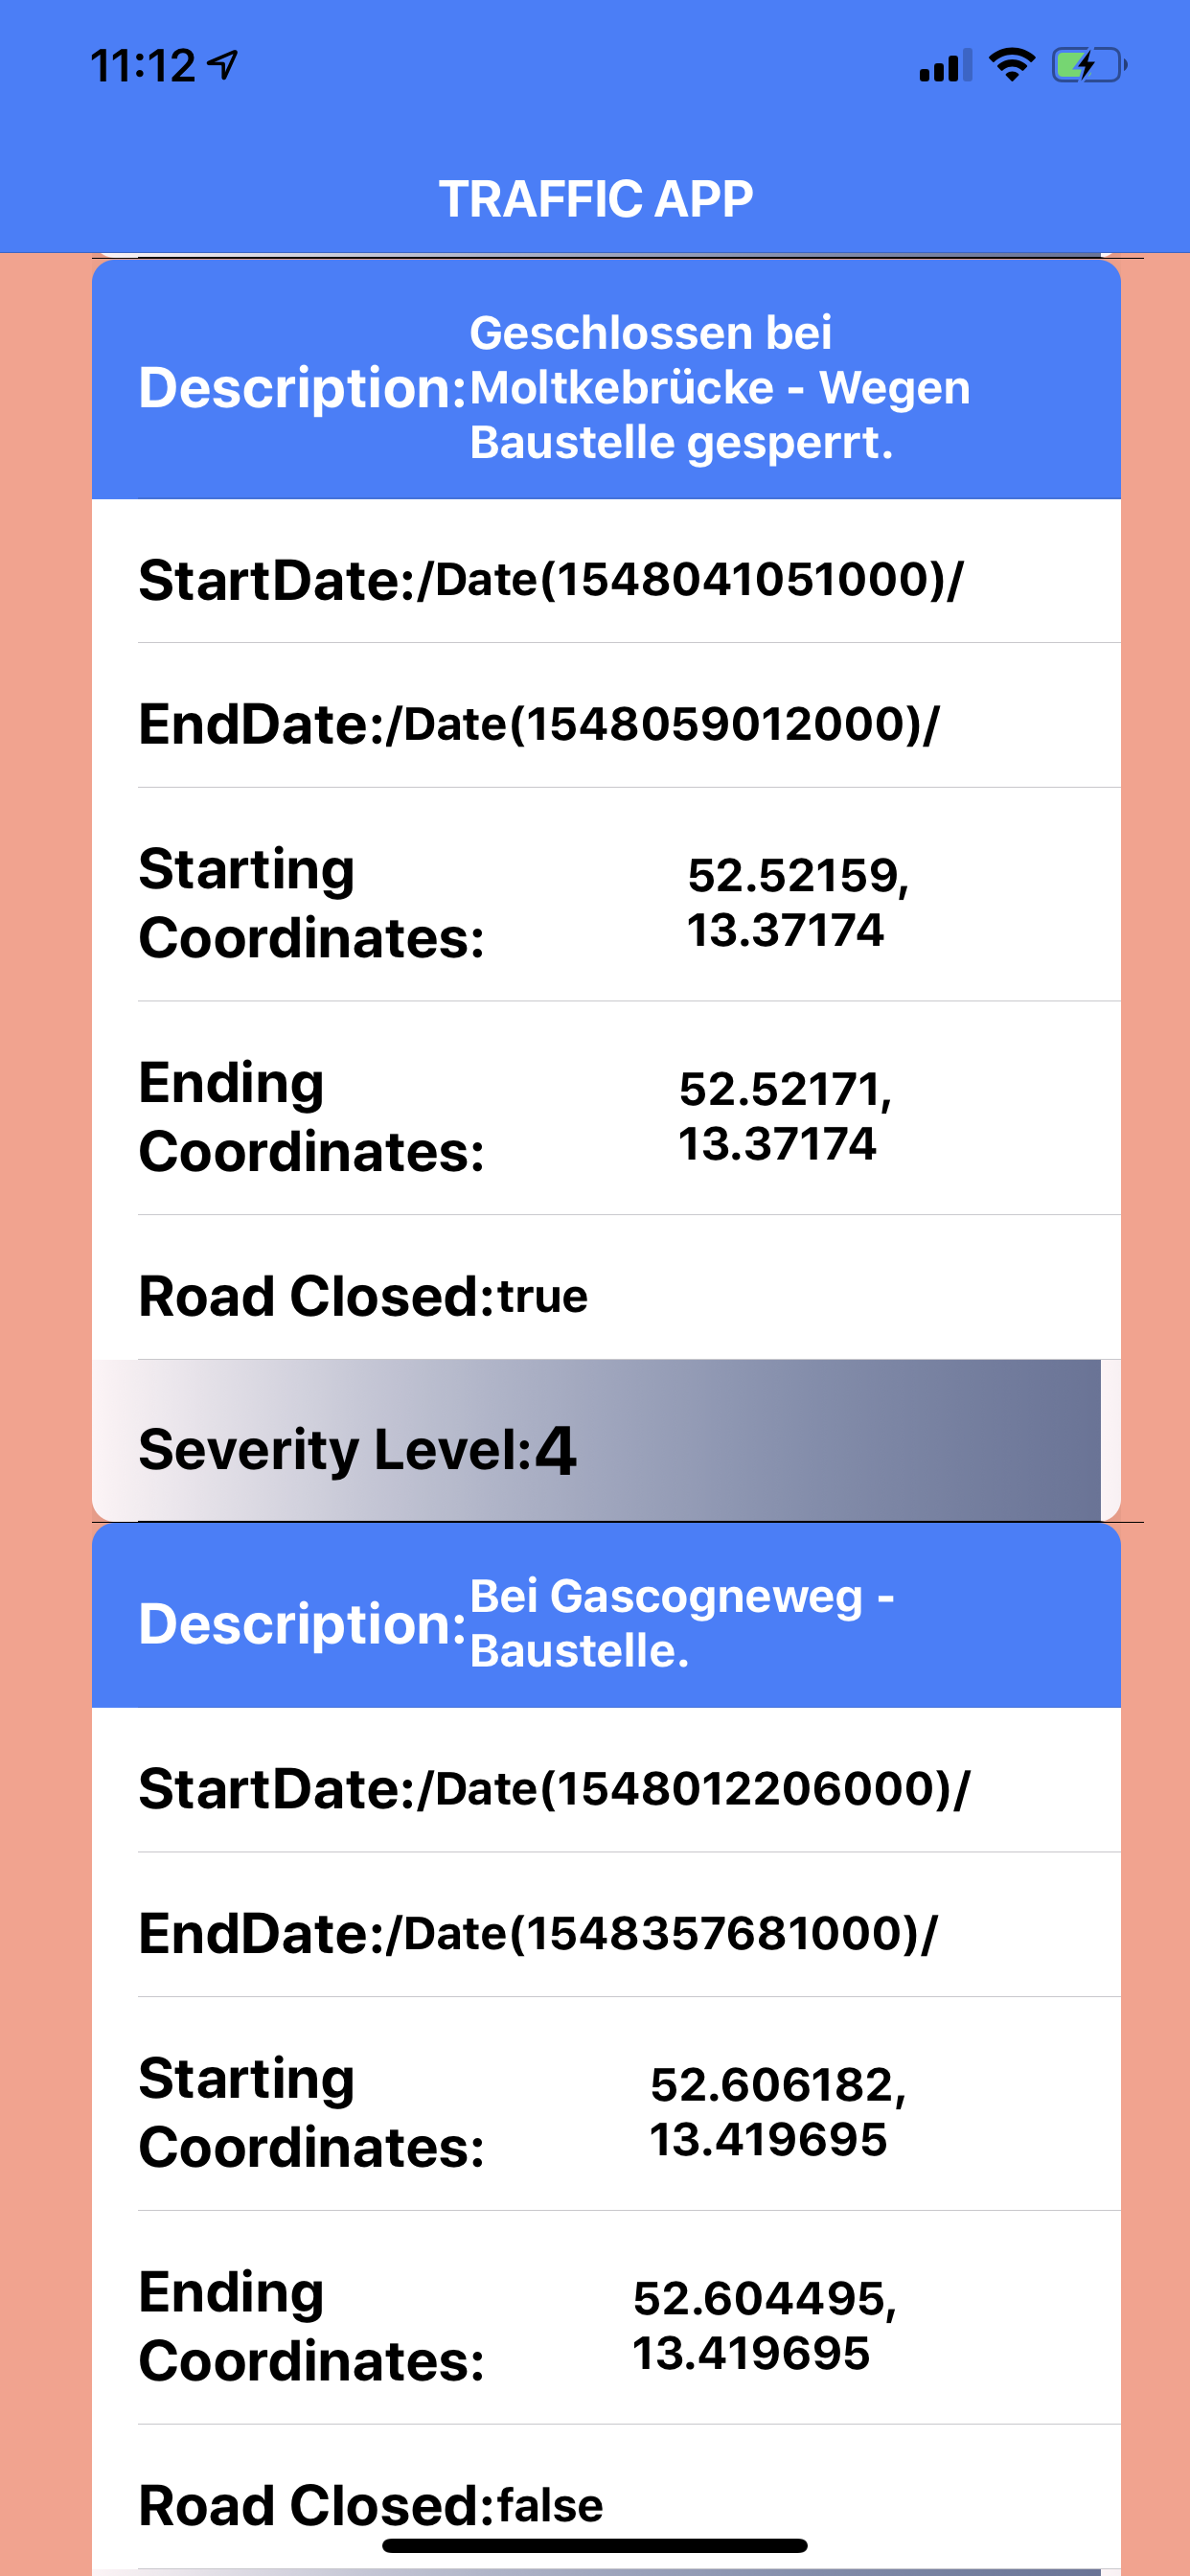 11:12
TRAFFIC APP
Description:
Geschlossen bei
Moltkebrücke - Wegen
Baustelle gesperrt.
StartDate:/Date(1548041051000)/
EndDate:/Date(1548059012000)/
Starting
Coordinates:
52.52159,
13.37174
Ending
Coordinates:
52.52171,
13.37174
Road Closed:true
Severity Level:4
Description:
Bei Gascogneweg -
Baustelle.
StartDate:/Date(1548012206000)/
EndDate:/Date(1548357681000)/
Starting
Coordinates:
52.606182,
13.419695
Ending
Coordinates:
52.604495,
13.419695
Road Closed:false